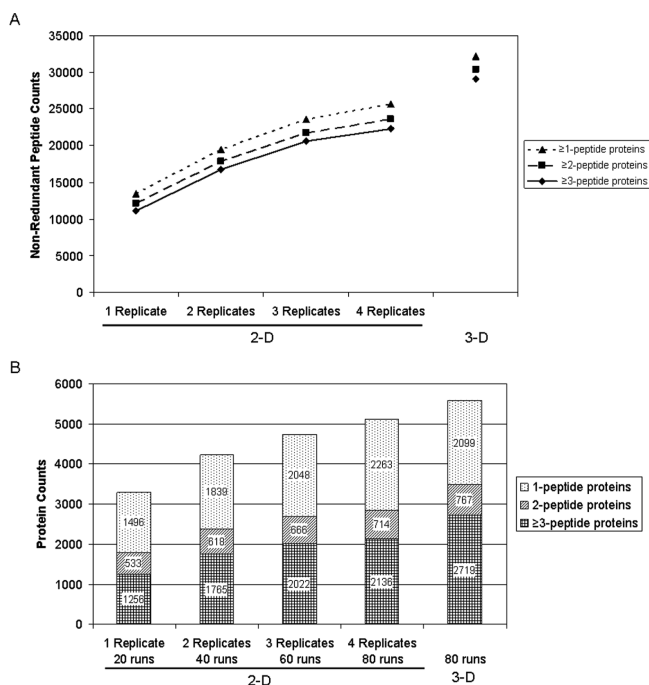 A
35000
30000
25000
20000
15000
10000
5000
0
Non-Redundant Peptide Counts
1 Replicate 2 Replicates 3 Replicates 4 Replicates
2-D
3-D
≥1-peptide proteins
≥2-peptide proteins
≥3-peptide proteins
B
6000
5000
4000
3000
2000
1000
0
Protein Counts
1496
533
1256
1839
618
1765
2048
666
2022
2263
714
2136
2099
767
2719
1 Replicate 2 Replicates 3 Replicates 4 Replicates
20 runs 40 runs 60 runs 80 runs 80 runs
2-D
3-D
1-peptide proteins
2-peptide proteins
≥3-peptide proteins